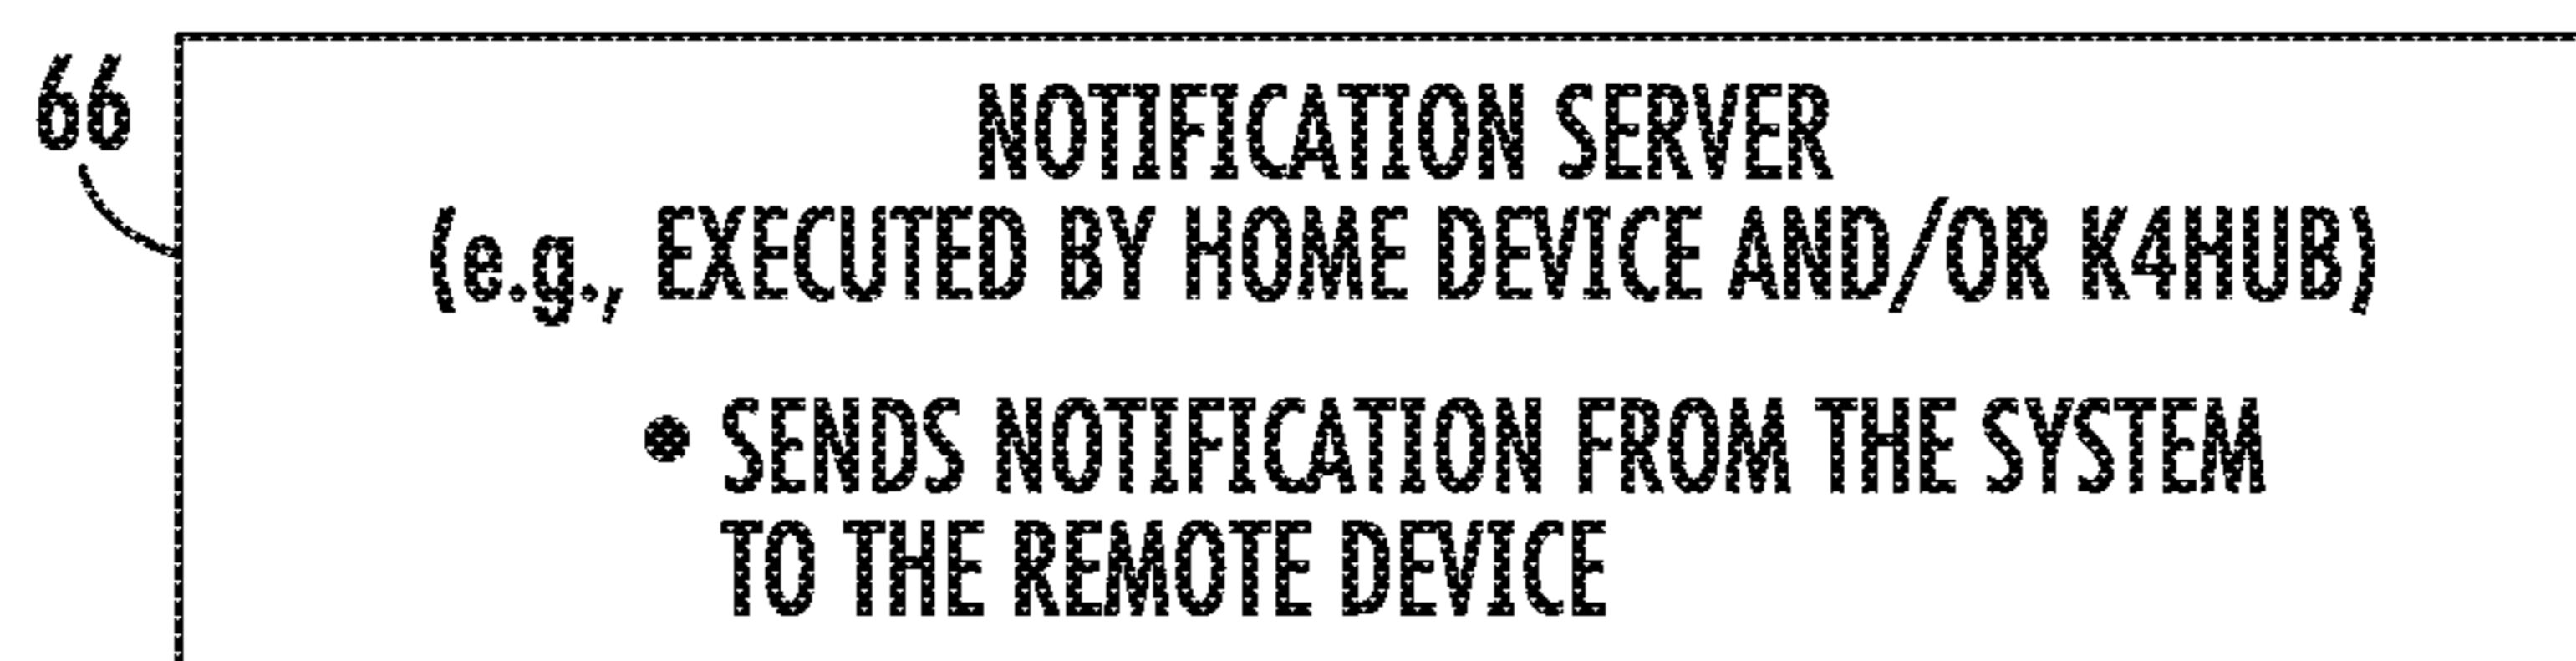 66
NOTIFICATION SERVER
(e.g., EXECUTED BY HOME DEVICE AND/OR K4HUB)
• SENDS NOTIFICATION FROM THE SYSTEM
TO THE REMOTE DEVICE